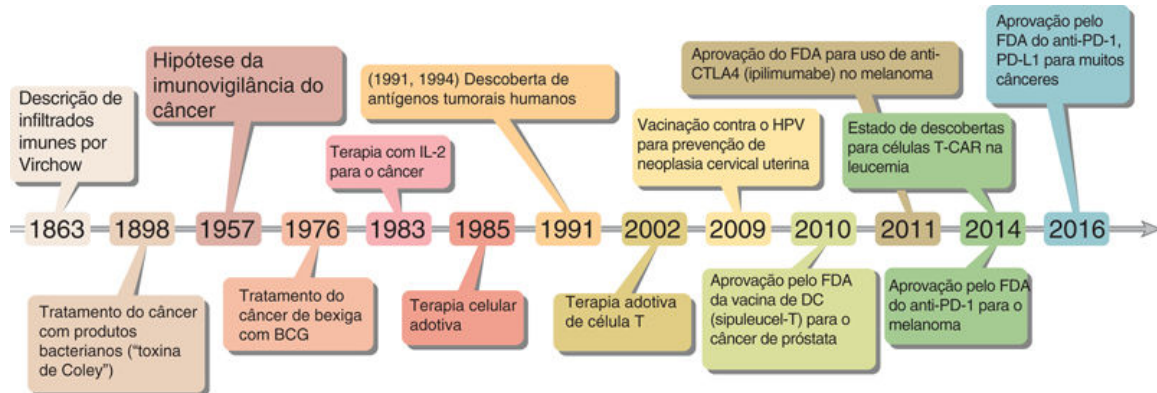 Descrição de
infiltrados
imunes por
Virchow
Hipótese da
imunovigilância do
câncer
Terapia com IL-2
para o câncer
(1991, 1994) Descoberta de
antígenos tumorais humanos
Vacinação contra o HPV
para prevenção de
neoplasia cervical uterina
Aprovação do FDA para uso de anti-
CTLA4 (ipilimumabe) no melanoma
Estado de descobertas
para células T-CAR na
leucemia
Aprovação pelo
FDA do anti-PD-1,
PD-L1 para muitos
cânceres
1863 1898 1957 1976 1983 1985 1991 2002 2009 2010 2011 2014 2016
Tratamento do câncer
com produtos
bacterianos (“toxina
de Coley”)
Tratamento do
câncer de bexiga
com BCG
Terapia celular
adotiva
Terapia adotiva
de célula T
Aprovação pelo FDA
da vacina de DC
(sipuleucel-T) para o
câncer de próstata
Aprovação pelo FDA
do anti-PD-1 para o
melanoma